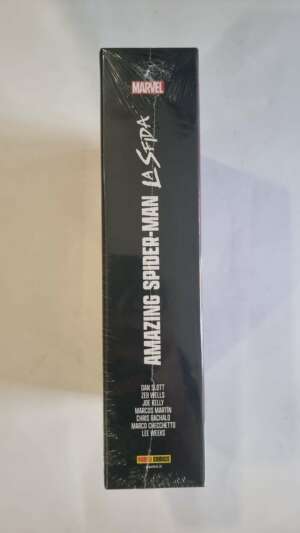 MARVEL
AMAZING SPIDER-MAN LA SFIDA
DAN SLOTT
ZEB WELLS
JOE KELLY
MARCOS MARTÍN
CHRIS BACHALO
MARCO CHECCHETTO
LEE WEEKS
PANINI COMICS